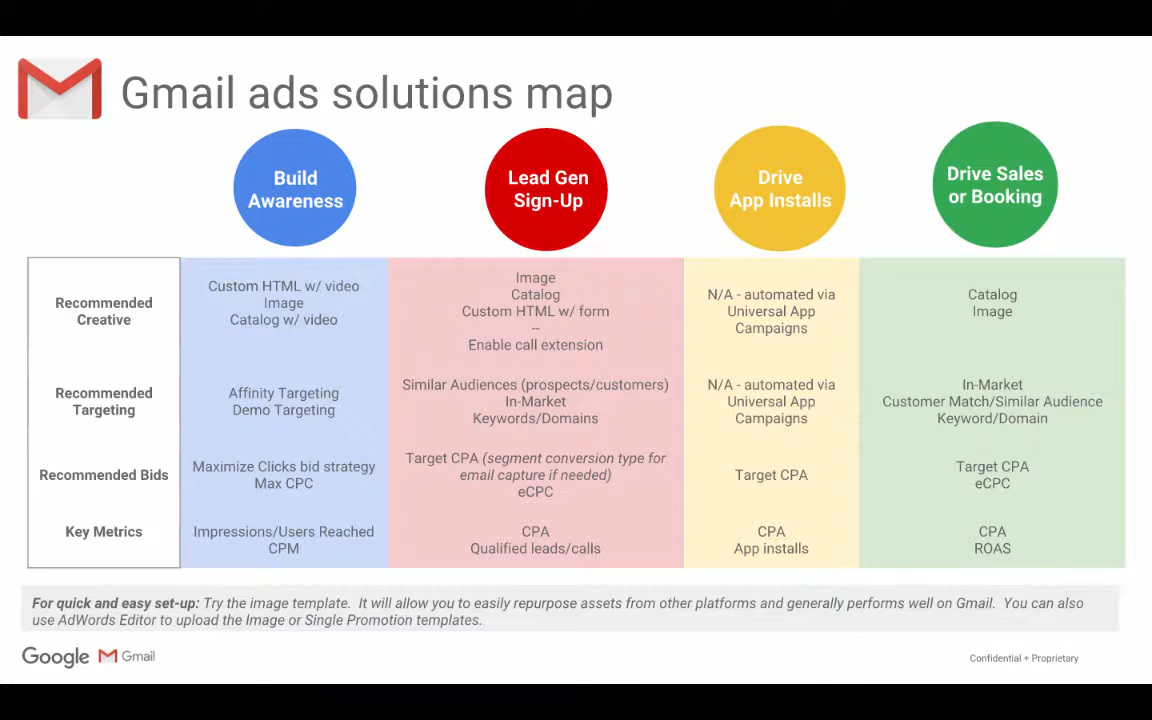 Gmail ads solutions map
Build
Awareness
Lead Gen
Sign-Up
Drive
App Installs
Drive Sales
or Booking
Recommended
Creative
Custom HTML w/ video
Image
Catalog w/ video
Image
Catalog
Custom HTML w/ form
--
Enable call extension
N/A - automated via
Universal App
Campaigns
Catalog
Image
Recommended
Targeting
Affinity Targeting
Demo Targeting
Similar Audiences (prospects/customers)
In-Market
Keywords/Domains
N/A - automated via
Universal App
Campaigns
In-Market
Customer Match/Similar Audience
Keyword/Domain
Recommended Bids
Maximize Clicks bid strategy
Max CPC
Target CPA (segment conversion type for
email capture if needed)
eCPC
Target CPA
Target CPA
eCPC
Key Metrics
Impressions/Users Reached
CPM
CPA
Qualified leads/calls
CPA
App installs
CPA
ROAS
For quick and easy set-up: Try the image template. It will allow you to easily repurpose assets from other platforms and generally performs well on Gmail. You can also
use AdWords Editor to upload the Image or Single Promotion templates.
Google Gmail
Confidential + Proprietary